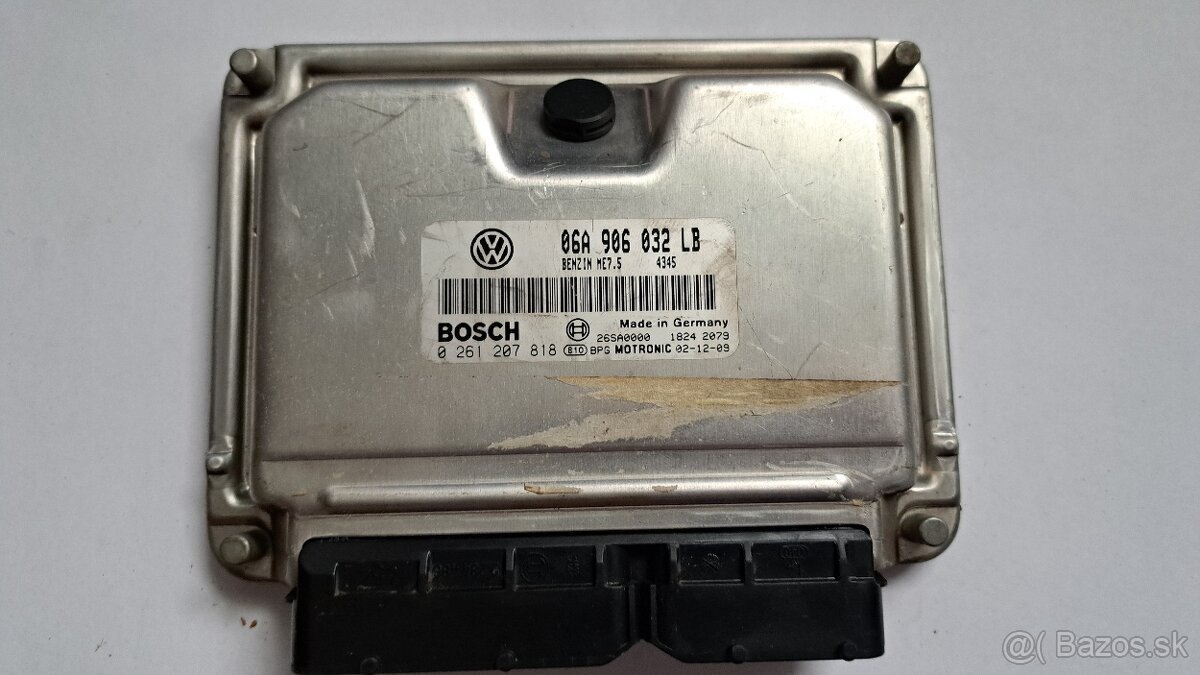 06A 906 032 LB
BENZIN ME7.5 4345
BOSCH Made in Germany
26SA0000 1824 2079
0 261 207 818 B10 BPG MOTRONIC 02-12-09
@( Bazos.sk